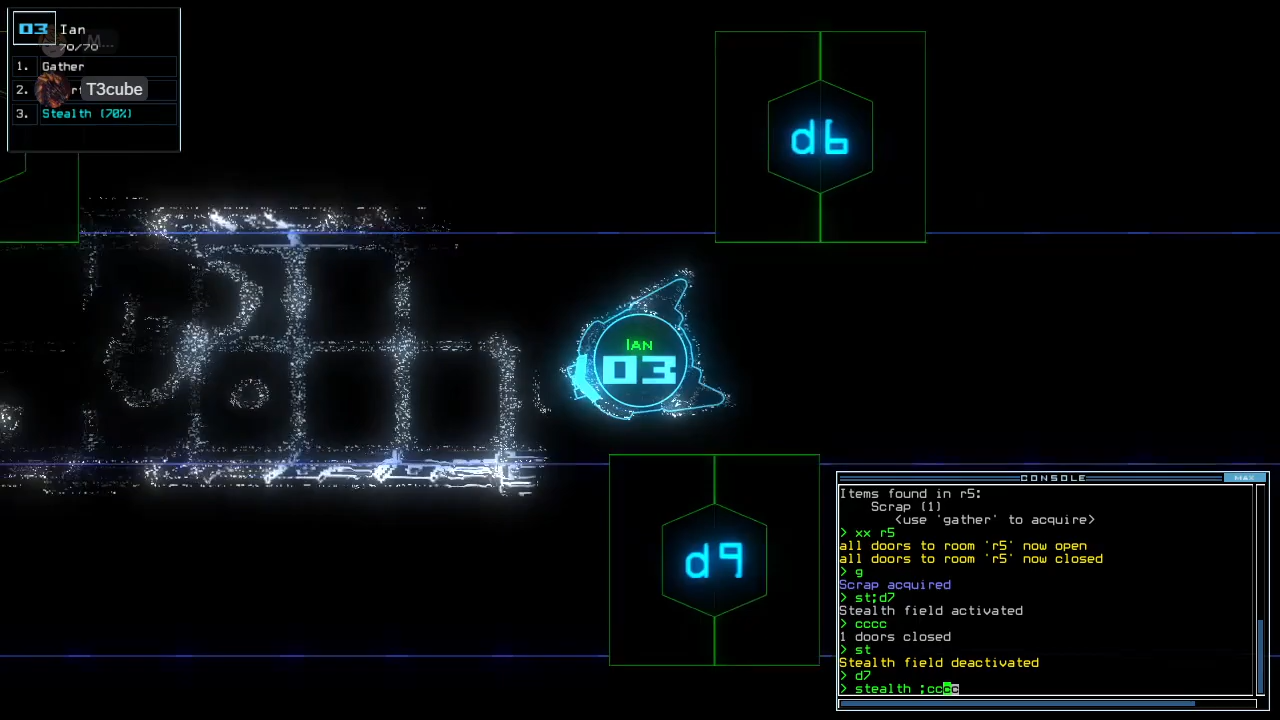 03 Ian
70/70
M...
1. Gather
2.
T3cube
3. Stealth (70%)
d6
Ian
03
d9
CONSOLE
MAX
Items found in r5:
Scrap (1)
<use 'gather' to acquire>
> xx r5
all doors to room 'r5' now open
all doors to room 'r5' now closed
> g
Scrap acquired
> st;d7
Stealth field activated
> cccc
1 doors closed
> st
Stealth field deactivated
> d7
> stealth ;cccc